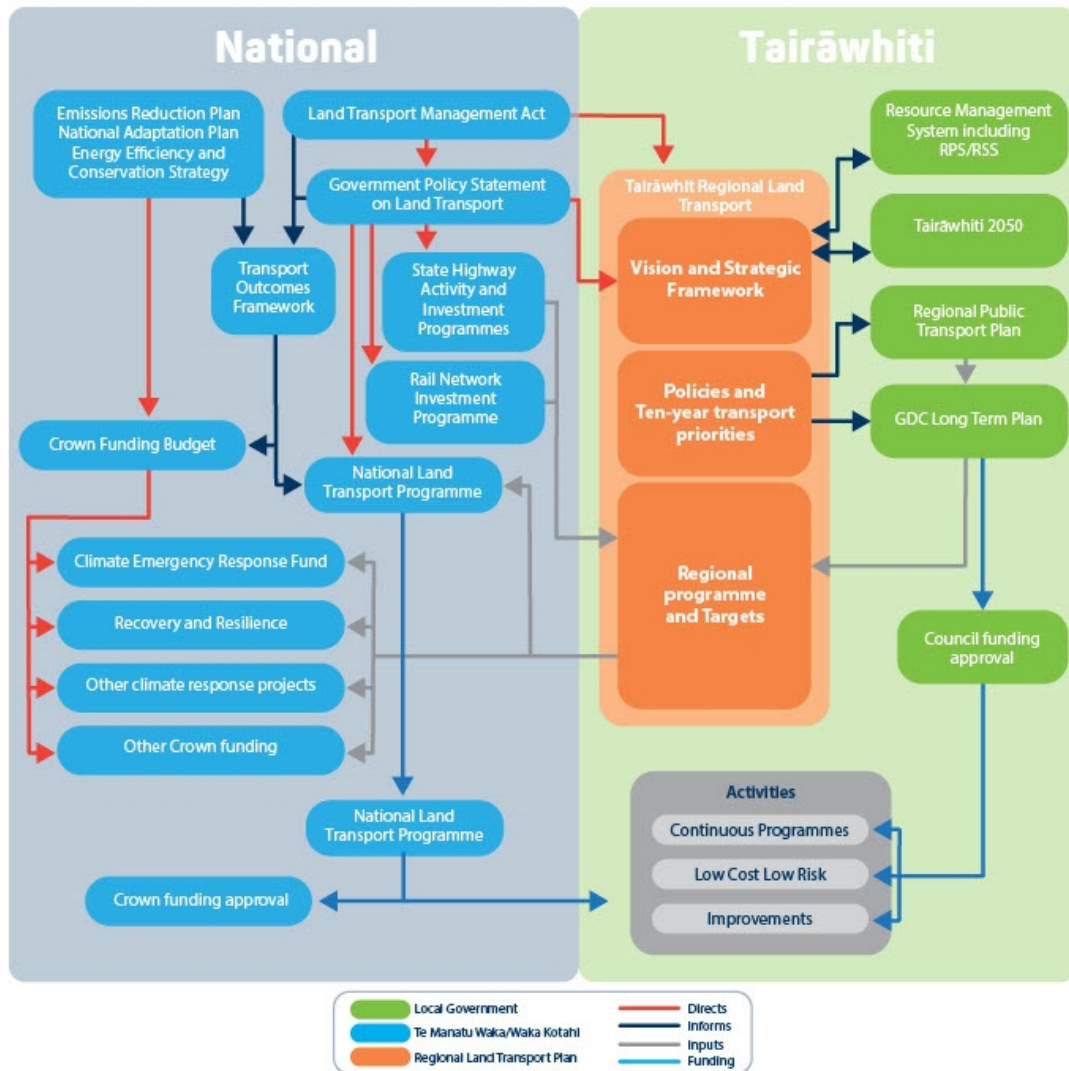 National
Tairāwhiti
Emissions Reduction Plan
National Adaptation Plan
Energy Efficiency and
Conservation Strategy
Land Transport Management Act
Government Policy Statement
on Land Transport
Transport
Outcomes
Framework
State Highway
Activity and
Investment
Programmes
Rail Network
Investment
Programme
Crown Funding Budget
National Land
Transport Programme
Climate Emergency Response Fund
Recovery and Resilience
Other climate response projects
Other Crown funding
National Land
Transport Programme
Crown funding approval
Tairāwhit Regional Land
Transport
Vision and Strategic
Framework
Policies and
Ten-year transport
priorities
Regional
programme
and Targets
Resource Management
System including
RPS/RSS
Tairāwhiti 2050
Regional Public
Transport Plan
GDC Long Term Plan
Council funding
approval
Activities
Continuous Programmes
Low Cost Low Risk
Improvements
Local Government
Te Manatu Waka/Waka Kotahi
Regional Land Transport Plan
Directs
Informs
Inputs
Funding